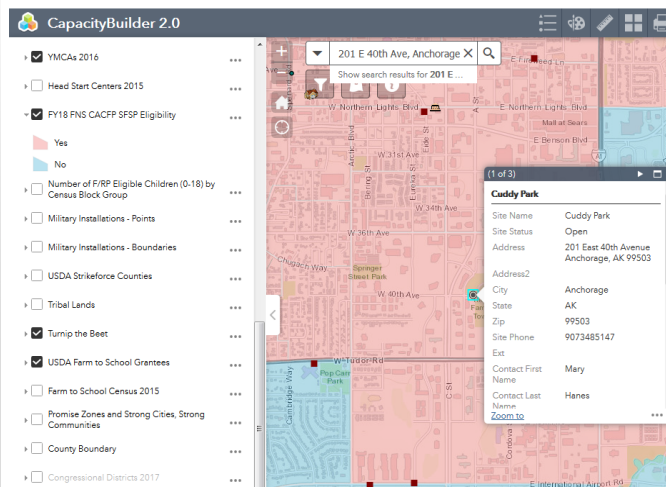 CapacityBuilder 2.0
YMCAs 2016
Head Start Centers 2015
FY18 FNS CACFP SFSP Eligibility
Yes
No
Number of F/RP Eligible Children (0-18) by
Census Block Group
Military Installations - Points
Military Installations - Boundaries
USDA Strikeforce Counties
Tribal Lands
Turnip the Beet
USDA Farm to School Grantees
Farm to School Census 2015
Promise Zones and Strong Cities, Strong
Communities
County Boundary
Congressional Districts 2017
201 E 40th Ave, Anchorage
Show search results for 201 E ...
E Fireweed Ln
W Northern Lights Blvd
E Northern Lights Blvd
Mall at Sears
E Benson Blvd
Arctic Blvd
A St
Eide St
W 31st Ave
Bering St
Eureka St
W 34th Ave
W 36th Ave
Chugach Way
Springer
Street Park
W 40th Ave
W Tudor Rd
Pop Carr
Park
Cambridge Way
C St
Cordova S
E International Airport Rd
(1 of 3)
Cuddy Park
Site Name Cuddy Park
Site Status Open
Address 201 East 40th Avenue
Anchorage, AK 99503
Address2
City Anchorage
State AK
Zip 99503
Site Phone 9073485147
Ext
Contact First Mary
Name
Contact Last Hanes
Name
Zoom to